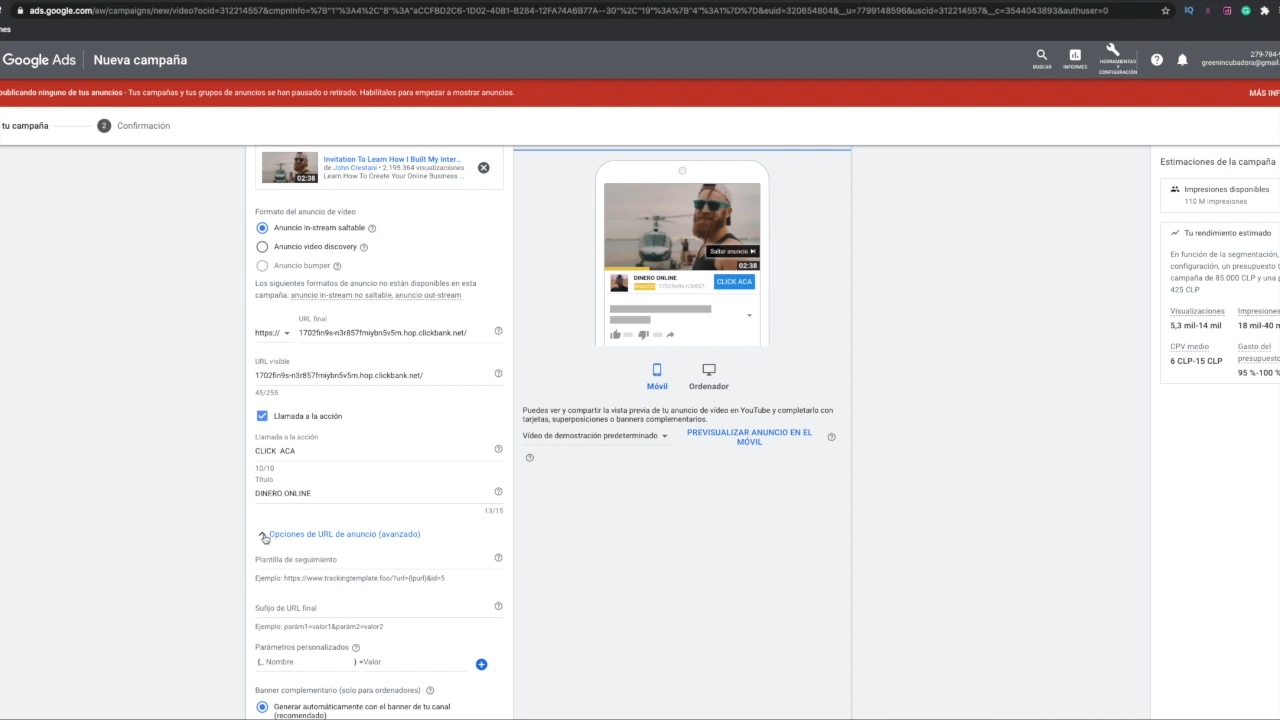 ads.google.com/aw/campaigns/new/video?ocid=312214557&cmpnInfo=%7B"1"%3A4%2C"8"%3A"aCCFBD2C6-1D02-40B1-B284-12FA74A6B77A--30"%2C"19"%3A%7B"4"%3A1%7D%7D&euid=320654804&__u=7799148596&uscid=312214557&__c=3544043893&authuser=0
nes
Google Ads
Nueva campaña
BUSCAR
INFORMES
HERRAMIENTAS
Y
CONFIGURACIÓN
279-784-
greenincubadora@gmail.
publicando ninguno de tus anuncios - Tus campañas y tus grupos de anuncios se han pausado o retirado. Habilítalos para empezar a mostrar anuncios.
MÁS INF
tu campaña
2
Confirmación
Invitation To Learn How I Built My Inter...
de John Crestani • 2.195.364 visualizaciones
Learn How To Create Your Online Business ...
02:38
Formato del anuncio de vídeo
Anuncio in-stream saltable
Anuncio video discovery
Anuncio bumper
Los siguientes formatos de anuncio no están disponibles en esta
campaña: anuncio in-stream no saltable, anuncio out-stream
URL final
https://
1702fin9s-n3r857fmiybn5v5m.hop.clickbank.net/
URL visible
1702fin9s-n3r857fmiybn5v5m.hop.clickbank.net/
45/255
Llamada a la acción
Llamada a la acción
CLICK ACA
10/10
Título
DINERO ONLINE
13/15
Opciones de URL de anuncio (avanzado)
Plantilla de seguimiento
Ejemplo: https://www.trackingtemplate.foo/?url={lpurl}&id=5
Sufijo de URL final
Ejemplo: parám1=valor1&parám2=valor2
Parámetros personalizados
{_ Nombre
} =Valor
Banner complementario (solo para ordenadores)
Generar automáticamente con el banner de tu canal
(recomendado)
Saltar anuncio
02:38
DINERO ONLINE
1702fin9s-n3r857...
CLICK ACA
Móvil
Ordenador
Puedes ver y compartir la vista previa de tu anuncio de vídeo en YouTube y completarlo con
tarjetas, superposiciones o banners complementarios.
Vídeo de demostración predeterminado
PREVISUALIZAR ANUNCIO EN EL
MÓVIL
Estimaciones de la campaña
Impresiones disponibles
110 M impresiones
Tu rendimiento estimado
En función de la segmentación,
configuración, un presupuesto t
campaña de 85.000 CLP y una p
425 CLP
Visualizaciones
Impresiones
5,3 mil-14 mil
18 mil-40 m
CPV medio
Gasto del
presupuesto
6 CLP-15 CLP
95 %-100 %